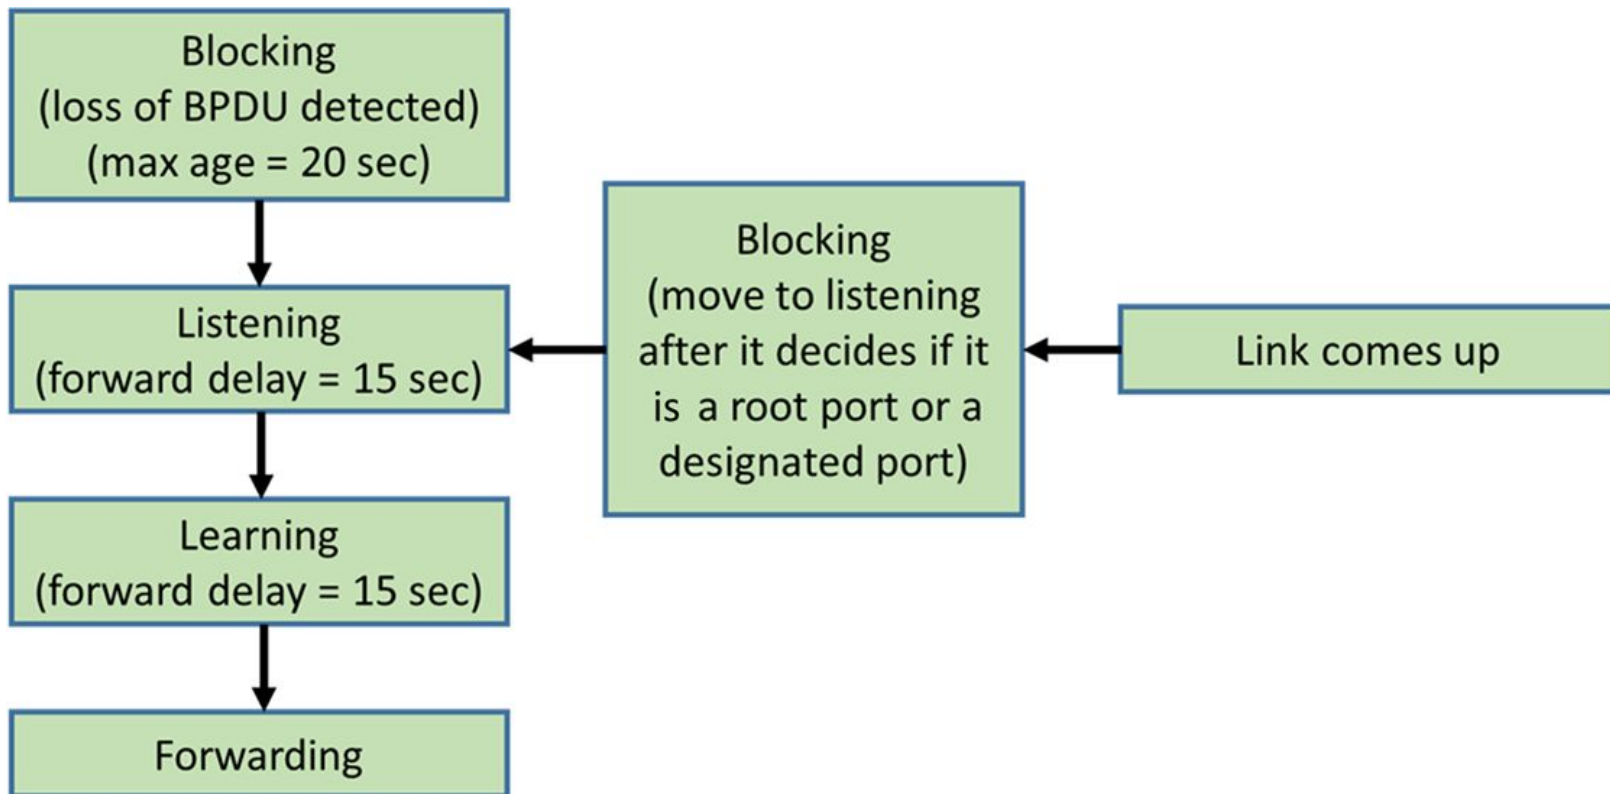 Blocking
(loss of BPDU detected)
(max age = 20 sec)
Listening
(forward delay = 15 sec)
Learning
(forward delay = 15 sec)
Forwarding
Blocking
(move to listening
after it decides if it
is a root port or a
designated port)
Link comes up